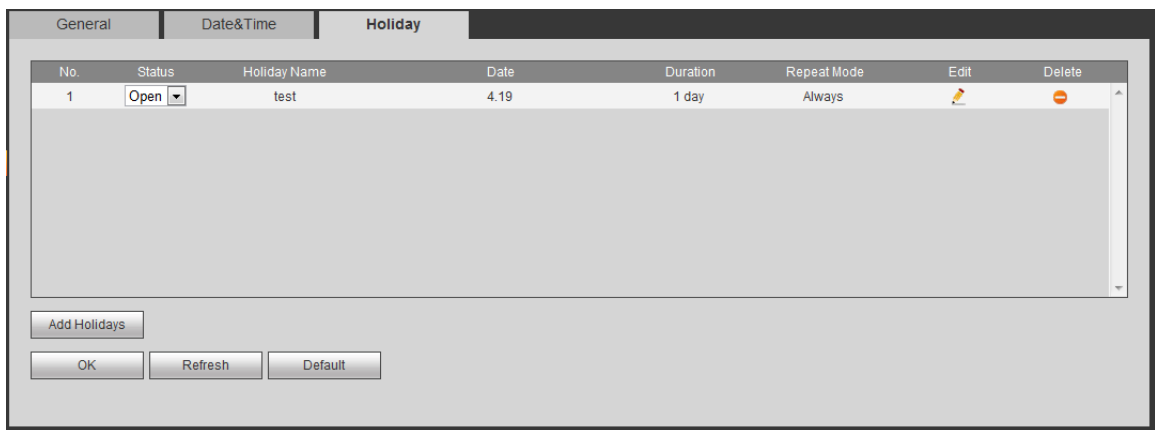 General Date&Time Holiday
No. Status Holiday Name Date Duration Repeat Mode Edit Delete
1 Open test 4.19 1 day Always
Add Holidays
OK Refresh Default